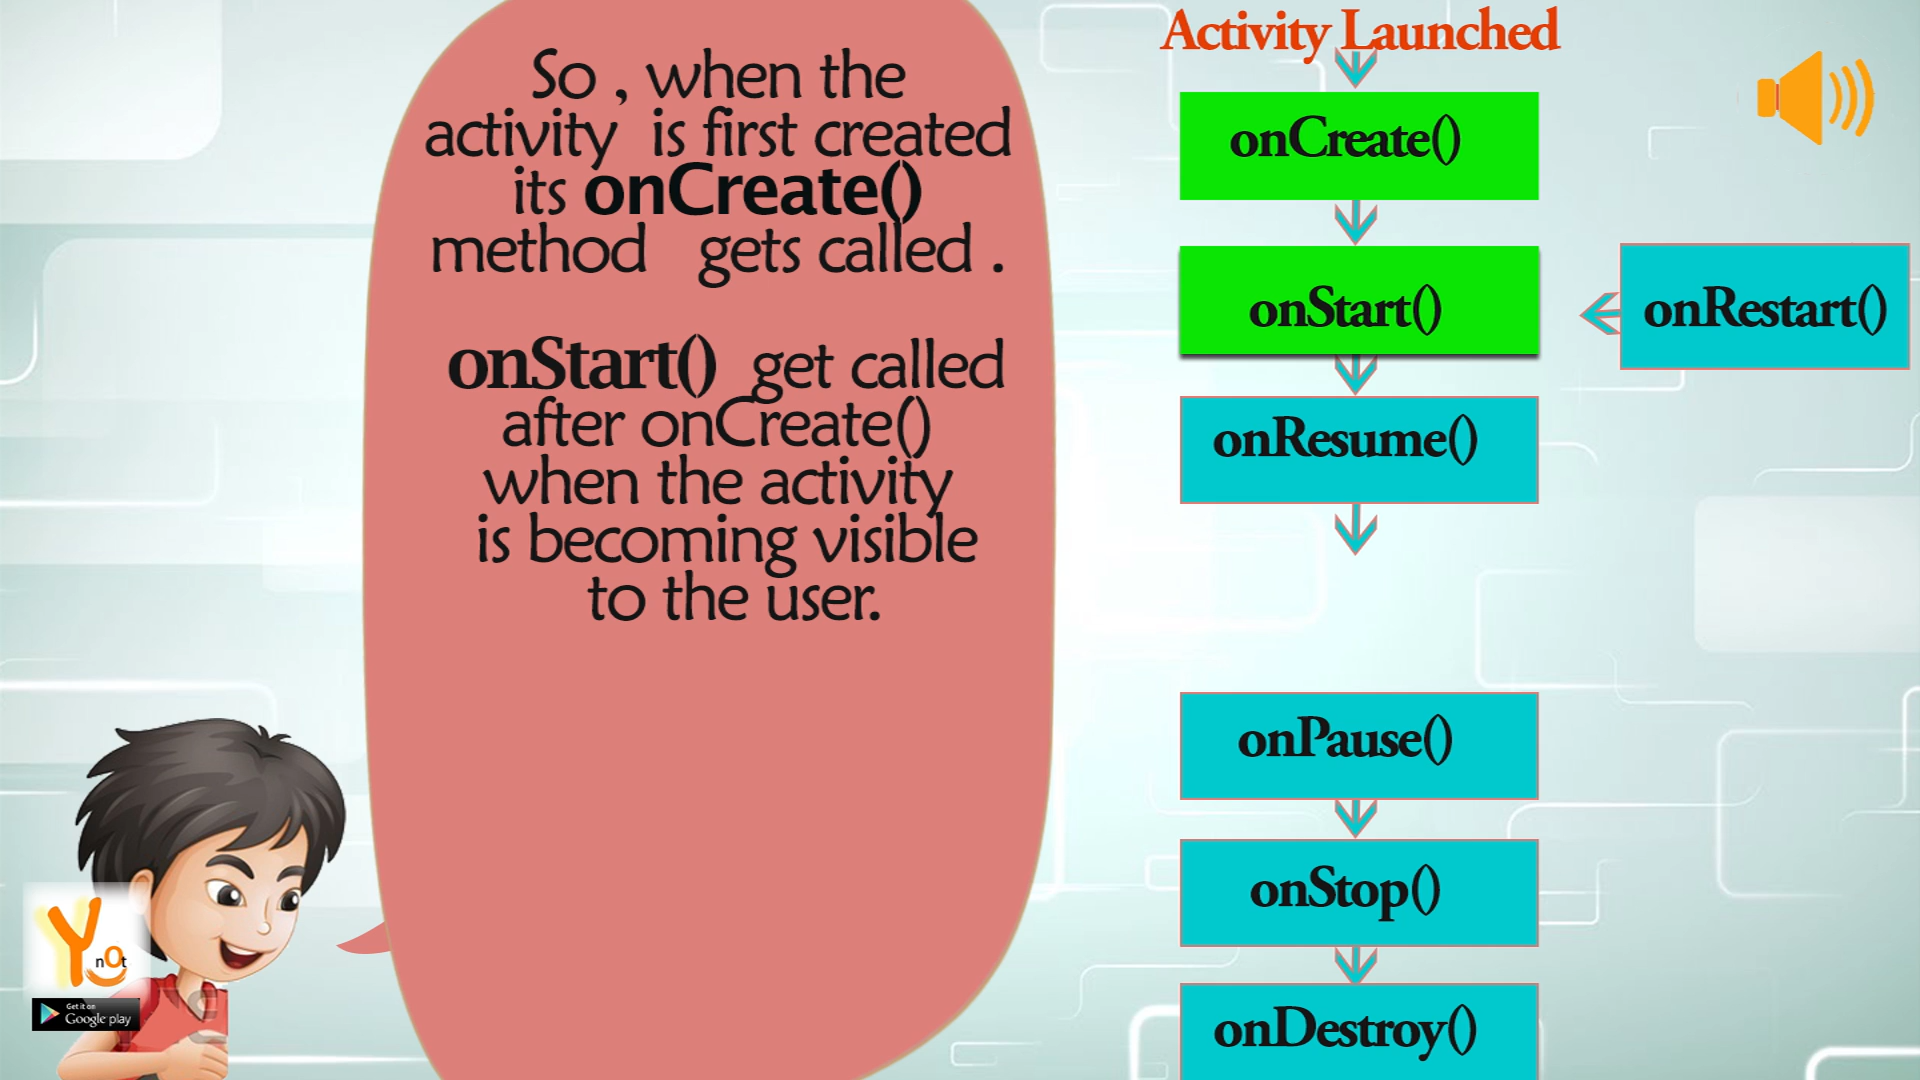 So , when the
activity is first created
its onCreate()
method gets called .
onStart() get called
after onCreate()
when the activity
is becoming visible
to the user.
Activity Launched
onCreate()
onStart()
onRestart()
onResume()
onPause()
onStop()
onDestroy()
Y nOt
Get it on
Google play